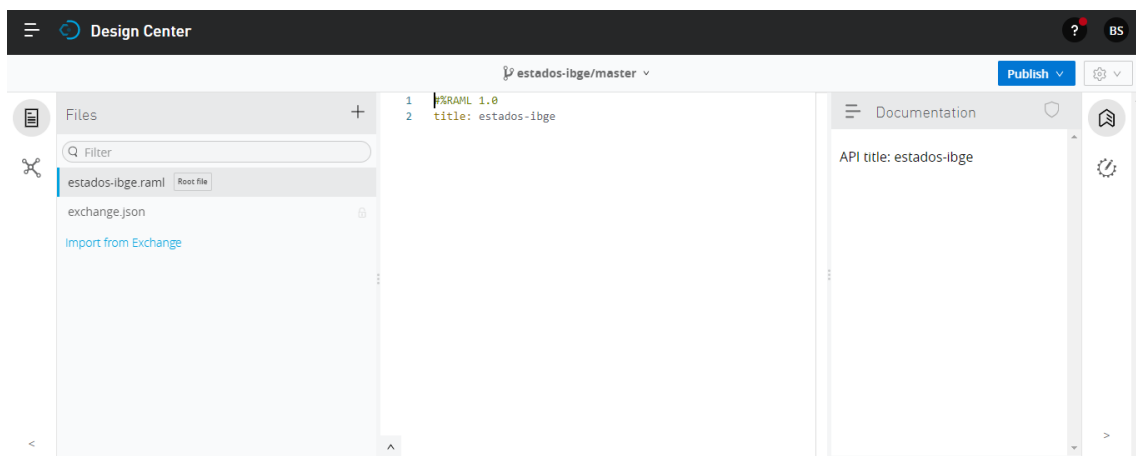 Design Center
?
BS
estados-ibge/master
Publish
Files
+
Filter
estados-ibge.raml Root file
exchange.json
Import from Exchange
1 #%RAML 1.0
2 title: estados-ibge
Documentation
API title: estados-ibge